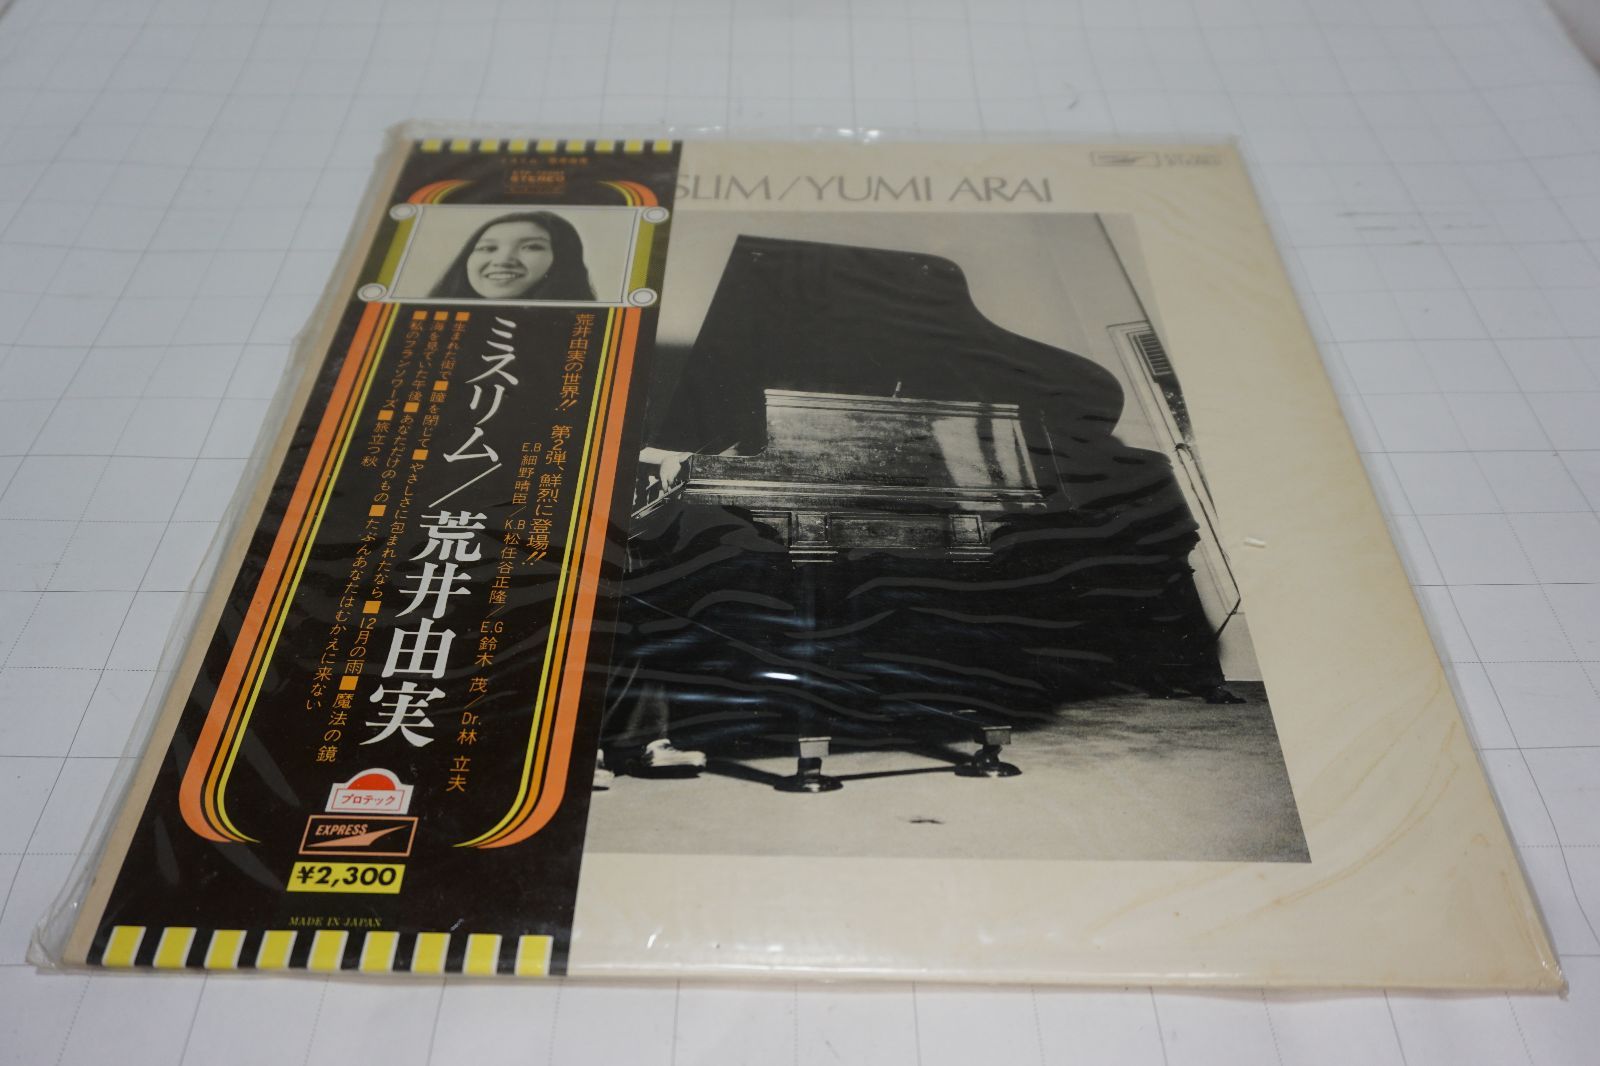 STEREO
SLIM/YUMI ARAI
荒井由実の世界!! 第2弾、鮮烈に登場!!
E.B細野晴臣/K.B松任谷正隆/E.G鈴木 茂/Dr.林 立夫
ミスリム/荒井由実
■生まれた街で■瞳を閉じて■やさしさに包まれたなら■12月の雨■魔法の鏡
■海を見ていた午後■あなただけのもの■たぶんあなたはむかえに来ない
■私のフランソワーズ■旅立つ秋
プロテック
EXPRESS
¥2,300
MADE IN JAPAN